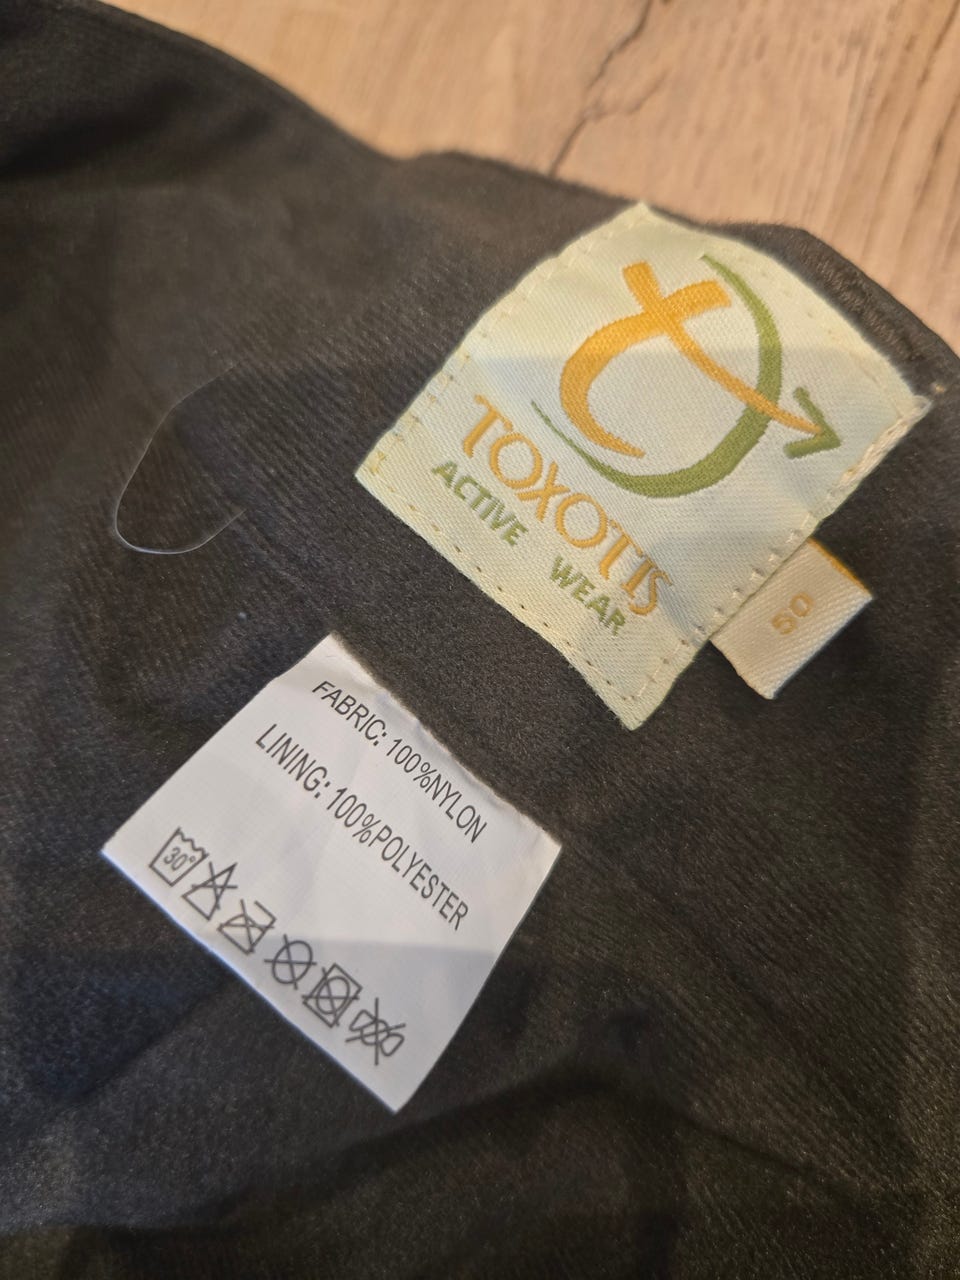 TOXOTIS
ACTIVE WEAR
50
FABRIC: 100%NYLON
LINING: 100%POLYESTER
30°